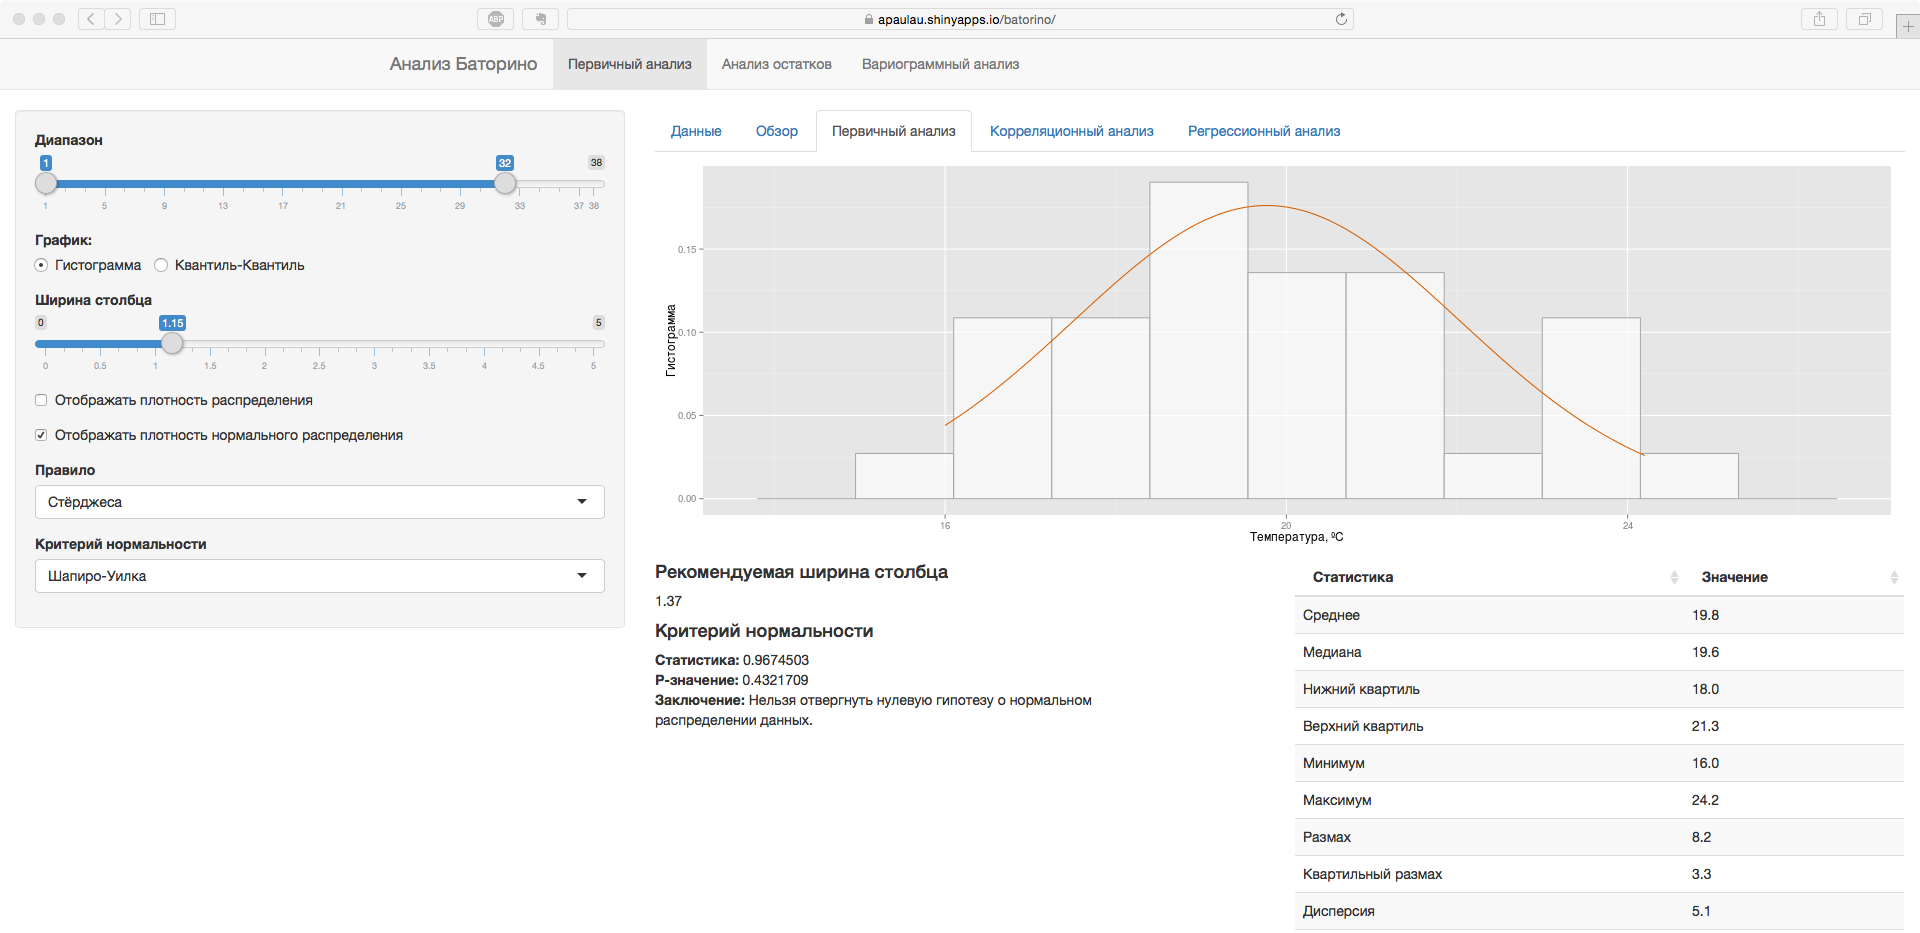 ABP
apaulau.shinyapps.io/batorino/
Анализ Баторино Первичный анализ Анализ остатков Вариограммный анализ
Диапазон
1 32 38
1 5 9 13 17 21 25 29 33 37 38
График:
Гистограмма Квантиль-Квантиль
Ширина столбца
0 1.15 5
0 0.5 1 1.5 2 2.5 3 3.5 4 4.5 5
Отображать плотность распределения
Отображать плотность нормального распределения
Правило
Стёрджеса
Критерий нормальности
Шапиро-Уилка
Данные Обзор Первичный анализ Корреляционный анализ Регрессионный анализ
Гистограмма
0.15
0.10
0.05
0.00
16 20 24
Температура, ºC
Рекомендуемая ширина столбца
1.37
Критерий нормальности
Статистика: 0.9674503
P-значение: 0.4321709
Заключение: Нельзя отвергнуть нулевую гипотезу о нормальном
распределении данных.
Статистика Значение
Среднее 19.8
Медиана 19.6
Нижний квартиль 18.0
Верхний квартиль 21.3
Минимум 16.0
Максимум 24.2
Размах 8.2
Квартильный размах 3.3
Дисперсия 5.1